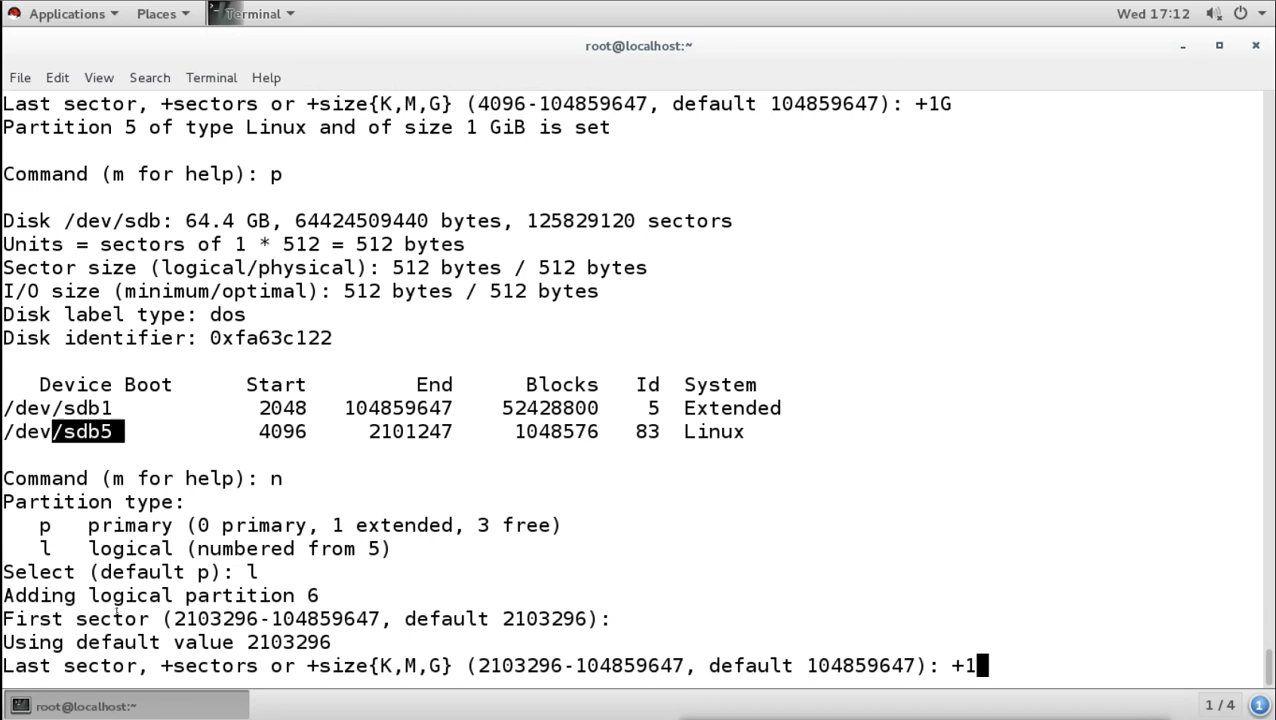 Applications Places Terminal Wed 17:12
root@localhost:~
File Edit View Search Terminal Help
Last sector, +sectors or +size{K,M,G} (4096-104859647, default 104859647): +1G
Partition 5 of type Linux and of size 1 GiB is set
Command (m for help): p
Disk /dev/sdb: 64.4 GB, 64424509440 bytes, 125829120 sectors
Units = sectors of 1 * 512 = 512 bytes
Sector size (logical/physical): 512 bytes / 512 bytes
I/O size (minimum/optimal): 512 bytes / 512 bytes
Disk label type: dos
Disk identifier: 0xfa63c122
Device Boot Start End Blocks Id System
/dev/sdb1 2048 104859647 52428800 5 Extended
/dev/sdb5 4096 2101247 1048576 83 Linux
Command (m for help): n
Partition type:
p primary (0 primary, 1 extended, 3 free)
l logical (numbered from 5)
Select (default p): l
Adding logical partition 6
First sector (2103296-104859647, default 2103296):
Using default value 2103296
Last sector, +sectors or +size{K,M,G} (2103296-104859647, default 104859647): +1
root@localhost:~ 1 / 4 1